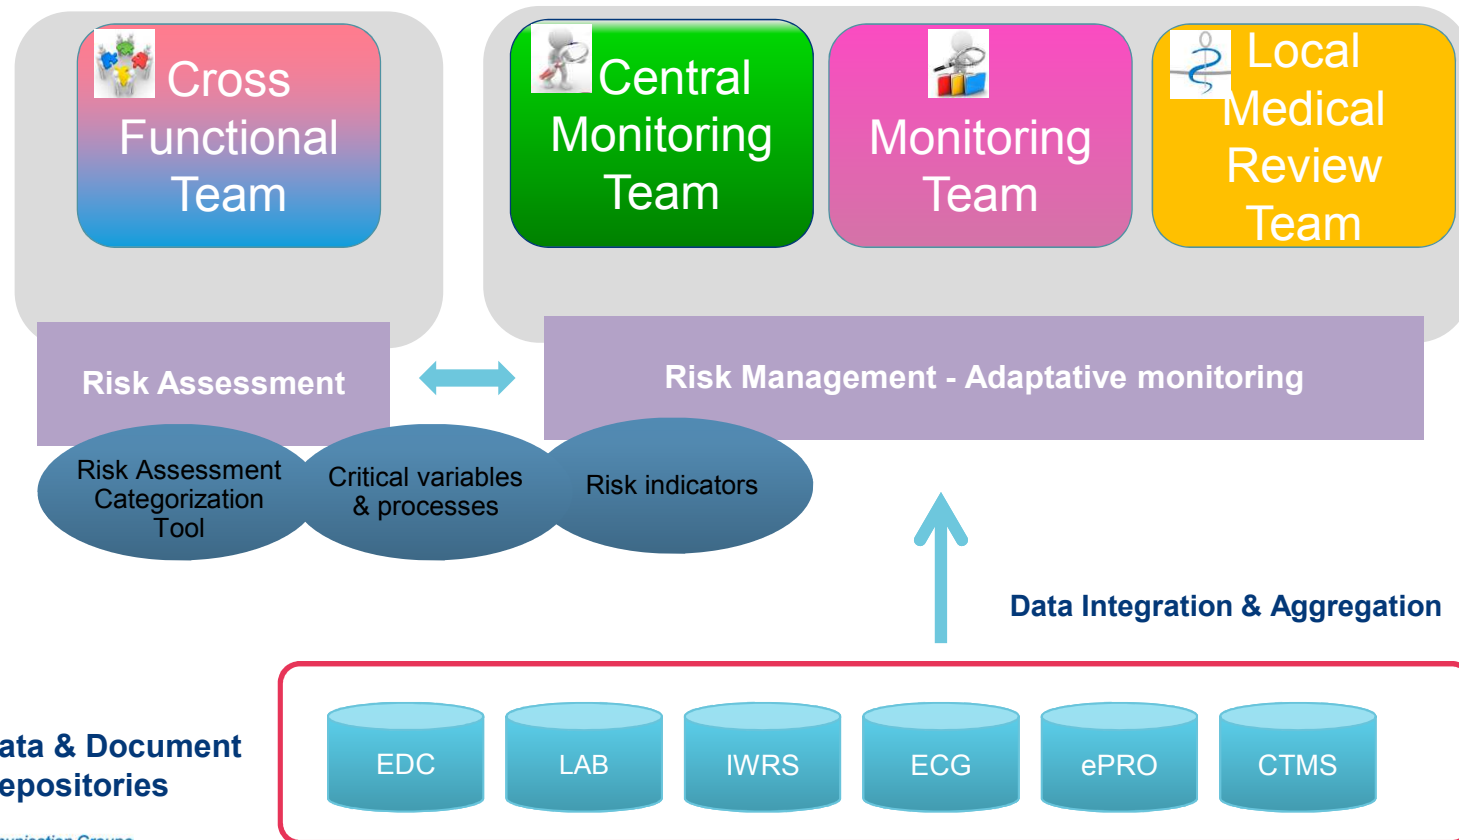 Cross
Functional
Team
Central
Monitoring
Team
Monitoring
Team
Local
Medical
Review
Team
Risk Assessment
Risk Management - Adaptative monitoring
Risk Assessment
Categorization
Tool
Critical variables
& processes
Risk indicators
Data Integration & Aggregation
ata & Document
epositories
EDC
LAB
IWRS
ECG
ePRO
CTMS